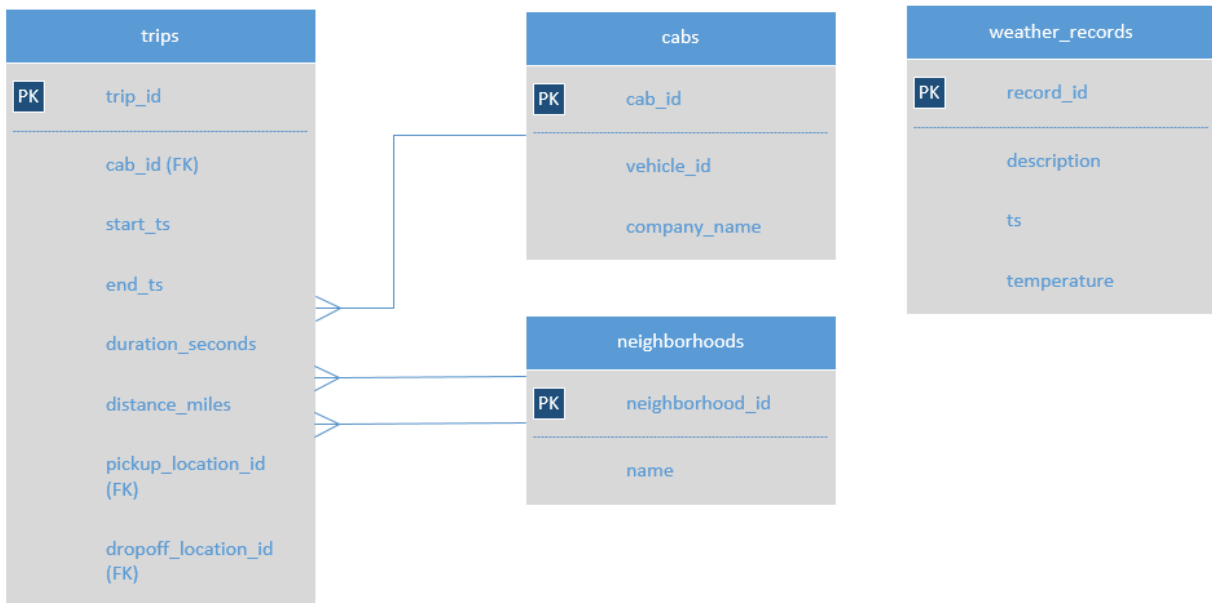 trips
PK
trip_id
cab_id (FK)
start_ts
end_ts
duration_seconds
distance_miles
pickup_location_id
(FK)
dropoff_location_id
(FK)
cabs
PK
cab_id
vehicle_id
company_name
neighborhoods
PK
neighborhood_id
name
weather_records
PK
record_id
description
ts
temperature